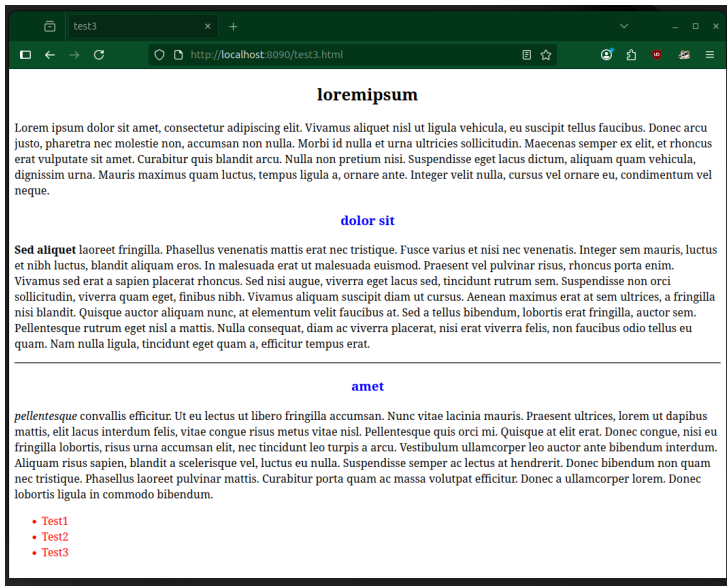 test3
http://localhost:8090/test3.html
loremipsum
Lorem ipsum dolor sit amet, consectetur adipiscing elit. Vivamus aliquet nisl ut ligula vehicula, eu suscipit tellus faucibus. Donec arcu
justo, pharetra nec molestie non, accumsan non nulla. Morbi id nulla et urna ultricies sollicitudin. Maecenas semper ex elit, et rhoncus
erat vulputate sit amet. Curabitur quis blandit arcu. Nulla non pretium nisi. Suspendisse eget lacus dictum, aliquam quam vehicula,
dignissim urna. Mauris maximus quam luctus, tempus ligula a, ornare ante. Integer velit nulla, cursus vel ornare eu, condimentum vel
neque.
dolor sit
Sed aliquet laoreet fringilla. Phasellus venenatis mattis erat nec tristique. Fusce varius et nisi nec venenatis. Integer sem mauris, luctus
et nibh luctus, blandit aliquam eros. In malesuada erat ut malesuada euismod. Praesent vel pulvinar risus, rhoncus porta enim.
Vivamus sed erat a sapien placerat rhoncus. Sed nisi augue, viverra eget lacus sed, tincidunt rutrum sem. Suspendisse non orci
sollicitudin, viverra quam eget, finibus nibh. Vivamus aliquam suscipit diam ut cursus. Aenean maximus erat at sem ultrices, a fringilla
nisi blandit. Quisque auctor aliquam nunc, at elementum velit faucibus at. Sed a tellus bibendum, lobortis erat fringilla, auctor sem.
Pellentesque rutrum eget nisl a mattis. Nulla consequat, diam ac viverra placerat, nisi erat viverra felis, non faucibus odio tellus eu
quam. Nam nulla ligula, tincidunt eget quam a, efficitur tempus erat.
amet
pellentesque convallis efficitur. Ut eu lectus ut libero fringilla accumsan. Nunc vitae lacinia mauris. Praesent ultrices, lorem ut dapibus
mattis, elit lacus interdum felis, vitae congue risus metus vitae nisl. Pellentesque quis orci mi. Quisque at elit erat. Donec congue, nisi eu
fringilla lobortis, risus urna accumsan elit, nec tincidunt leo turpis a arcu. Vestibulum ullamcorper leo auctor ante bibendum interdum.
Aliquam risus sapien, blandit a scelerisque vel, luctus eu nulla. Suspendisse semper ac lectus at hendrerit. Donec bibendum non quam
nec tristique. Phasellus laoreet pulvinar mattis. Curabitur porta quam ac massa volutpat efficitur. Donec a ullamcorper lorem. Donec
lobortis ligula in commodo bibendum.
• Test1
• Test2
• Test3